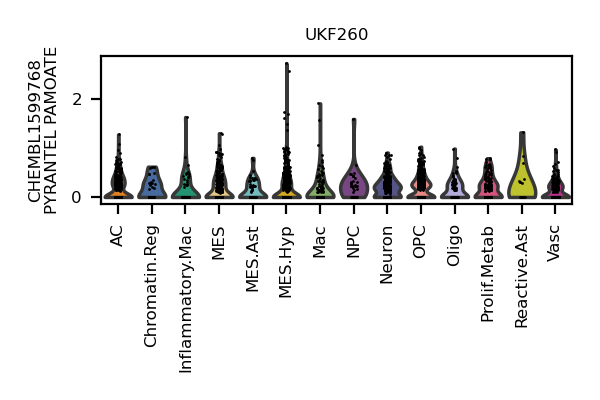 UKF260
CHEMBL1599768
PYRANTEL PAMOATE
2
0
AC
Chromatin.Reg
Inflammatory.Mac
MES
MES.Ast
MES.Hyp
Mac
NPC
Neuron
OPC
Oligo
Prolif.Metab
Reactive.Ast
Vasc